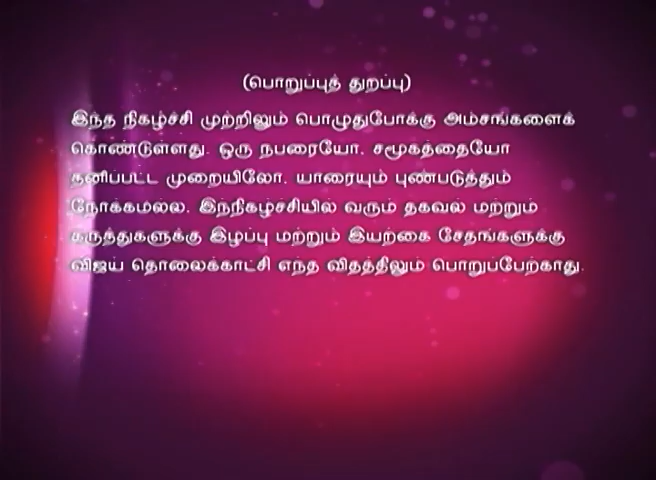 (பொறுப்புத் துறப்பு)
இந்த நிகழ்ச்சி முற்றிலும் பொழுதுபோக்கு அம்சங்களைக்
கொண்டுள்ளது. ஒரு நபரையோ, சமூகத்தையோ
தனிப்பட்ட முறையிலோ, யாரையும் புண்படுத்தும்
நோக்கமல்ல. இந்நிகழ்ச்சியில் வரும் தகவல் மற்றும்
கருத்துகளுக்கு இழப்பு மற்றும் இயற்கை சேதங்களுக்கு
விஜய் தொலைக்காட்சி எந்த விதத்திலும் பொறுப்பேற்காது.